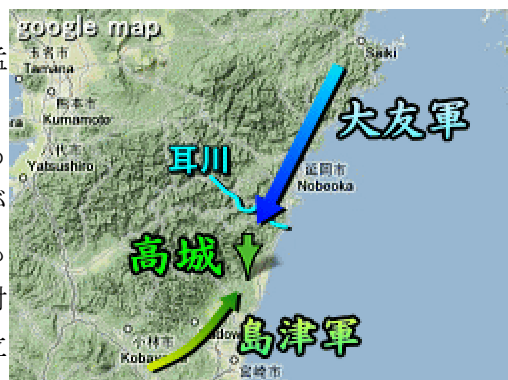 google map
Saiki
玉名市
Tamana
熊本市
Kumamoto
大友軍
八代市
Yatsushiro
耳川
延岡市
Nobeoka
高城
島津軍
小林市
宮崎市